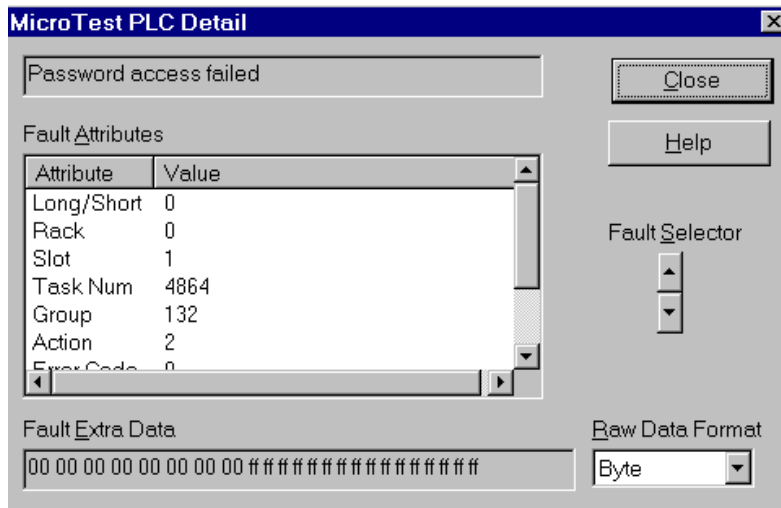 MicroTest PLC Detail
Password access failed
Close
Fault Attributes
Help
Attribute Value
Long/Short 0
Rack 0
Slot 1
Task Num 4864
Group 132
Action 2
Error Code 0
Fault Selector
Fault Extra Data
Raw Data Format
00 00 00 00 00 00 00 00 ff ff ff ff ff ff ff ff ff ff ff ff ff ff ff ff
Byte